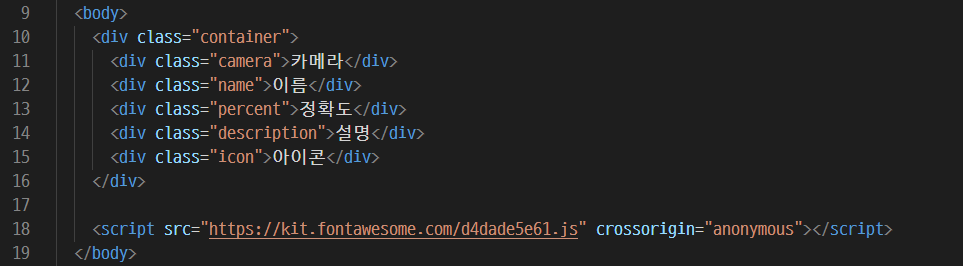 9 <body>
10 <div class="container">
11 <div class="camera">카메라</div>
12 <div class="name">이름</div>
13 <div class="percent">정확도</div>
14 <div class="description">설명</div>
15 <div class="icon">아이콘</div>
16 </div>
17
18 <script src="https://kit.fontawesome.com/d4dade5e61.js" crossorigin="anonymous"></script>
19 </body>